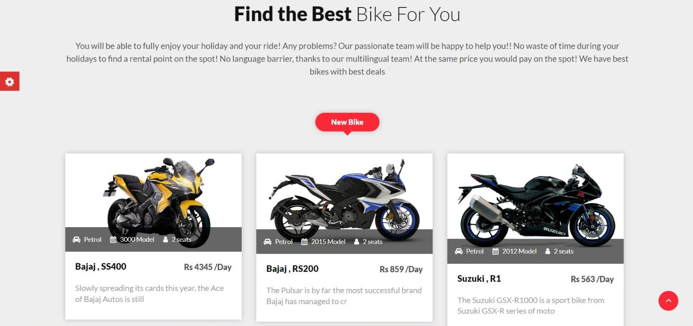 Find the Best Bike For You
You will be able to fully enjoy your holiday and your ride! Any problems? Our passionate team will be happy to help you!! No waste of time during your
holidays to find a rental point on the spot! No language barrier, thanks to our multilingual team! At the same price you would pay on the spot! We have best
bikes with best deals
New Bike
Petrol 3000 Model 2 seats
Bajaj , SS400 Rs 4345 /Day
Slowly spreading its cards this year, the Ace
of Bajaj Autos is still
Petrol 2015 Model 2 seats
Bajaj , RS200 Rs 859 /Day
The Pulsar is by far the most successful brand
Bajaj has managed to cr
SUZUKI
Petrol 2012 Model 2 seats
Suzuki , R1 Rs 563 /Day
The Suzuki GSX-R1000 is a sport bike from
Suzuki GSX-R series of moto